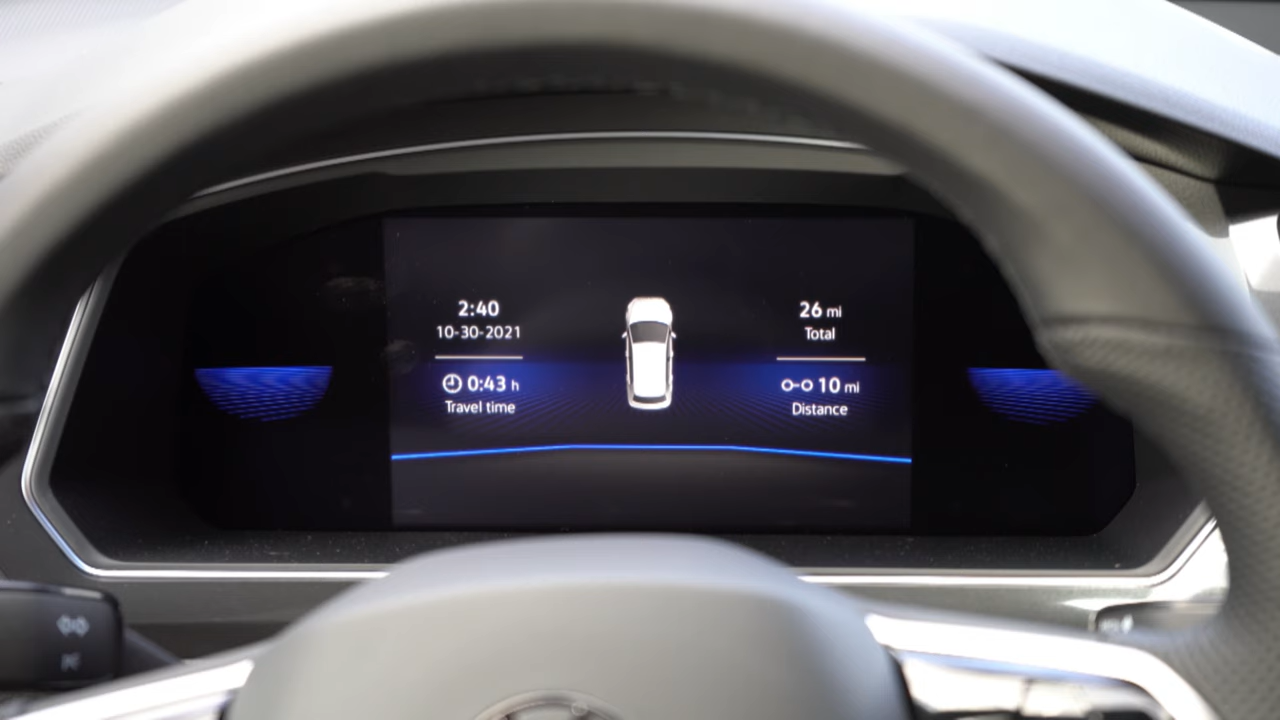 2:40
10-30-2021
0:43 h
Travel time
26 mi
Total
10 mi
Distance